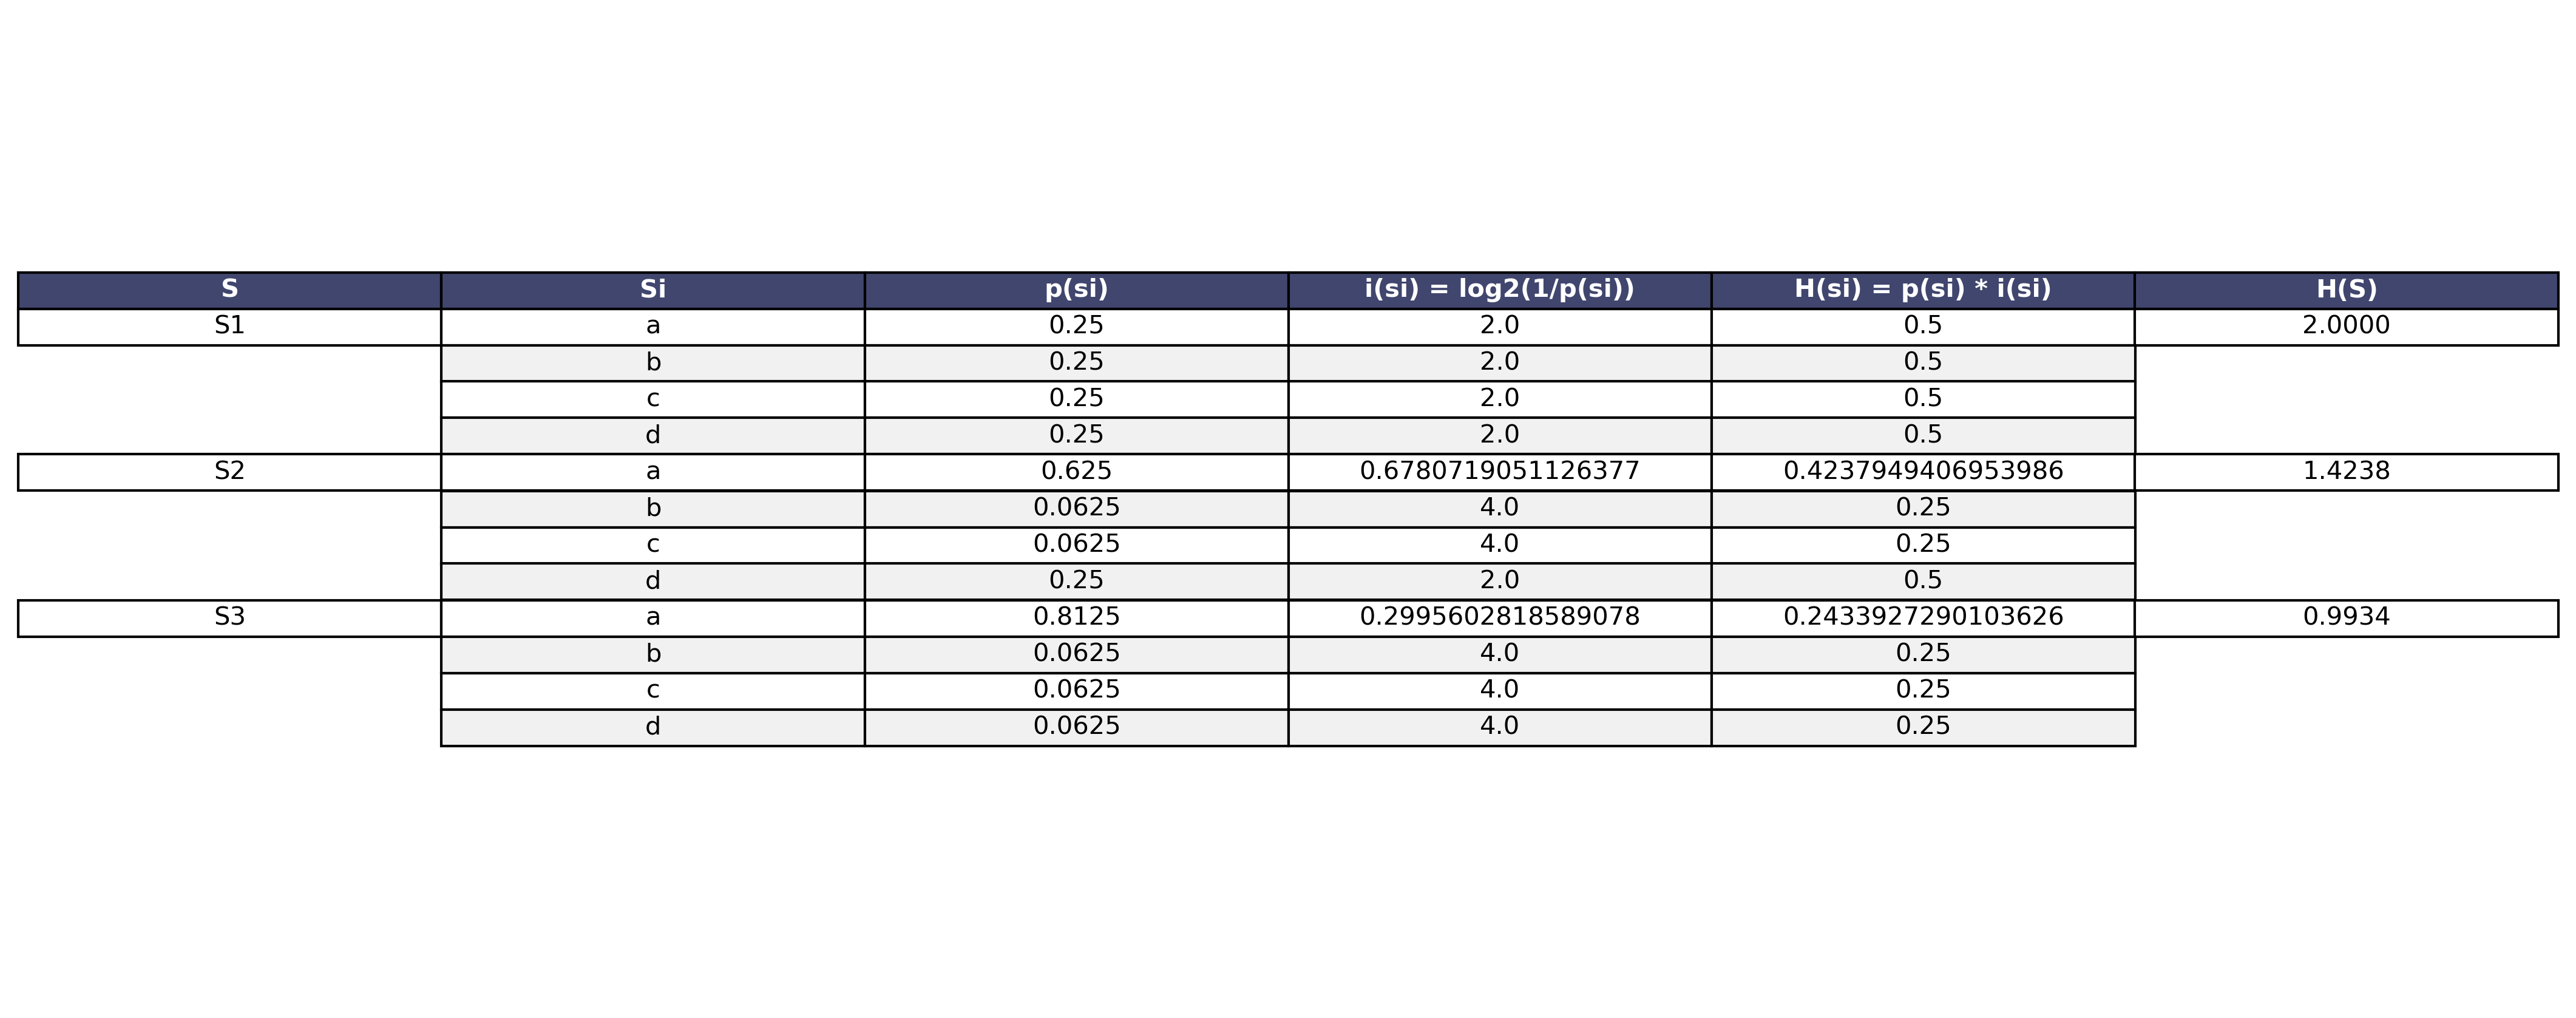 S Si p(si) i(si) = log2(1/p(si)) H(si) = p(si) * i(si) H(S)
S1 a 0.25 2.0 0.5 2.0000
b 0.25 2.0 0.5
c 0.25 2.0 0.5
d 0.25 2.0 0.5
S2 a 0.625 0.6780719051126377 0.4237949406953986 1.4238
b 0.0625 4.0 0.25
c 0.0625 4.0 0.25
d 0.25 2.0 0.5
S3 a 0.8125 0.2995602818589078 0.2433927290103626 0.9934
b 0.0625 4.0 0.25
c 0.0625 4.0 0.25
d 0.0625 4.0 0.25